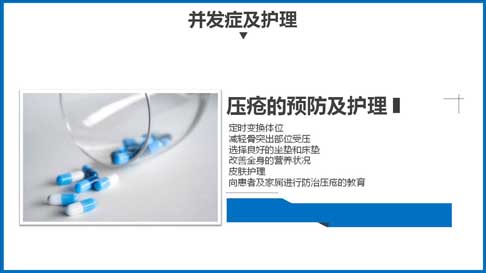 并发症及护理
压疮的预防及护理
定时变换体位
减轻骨突出部位受压
选择良好的坐垫和床垫
改善全身的营养状况
皮肤护理
向患者及家属进行防治压疮的教育